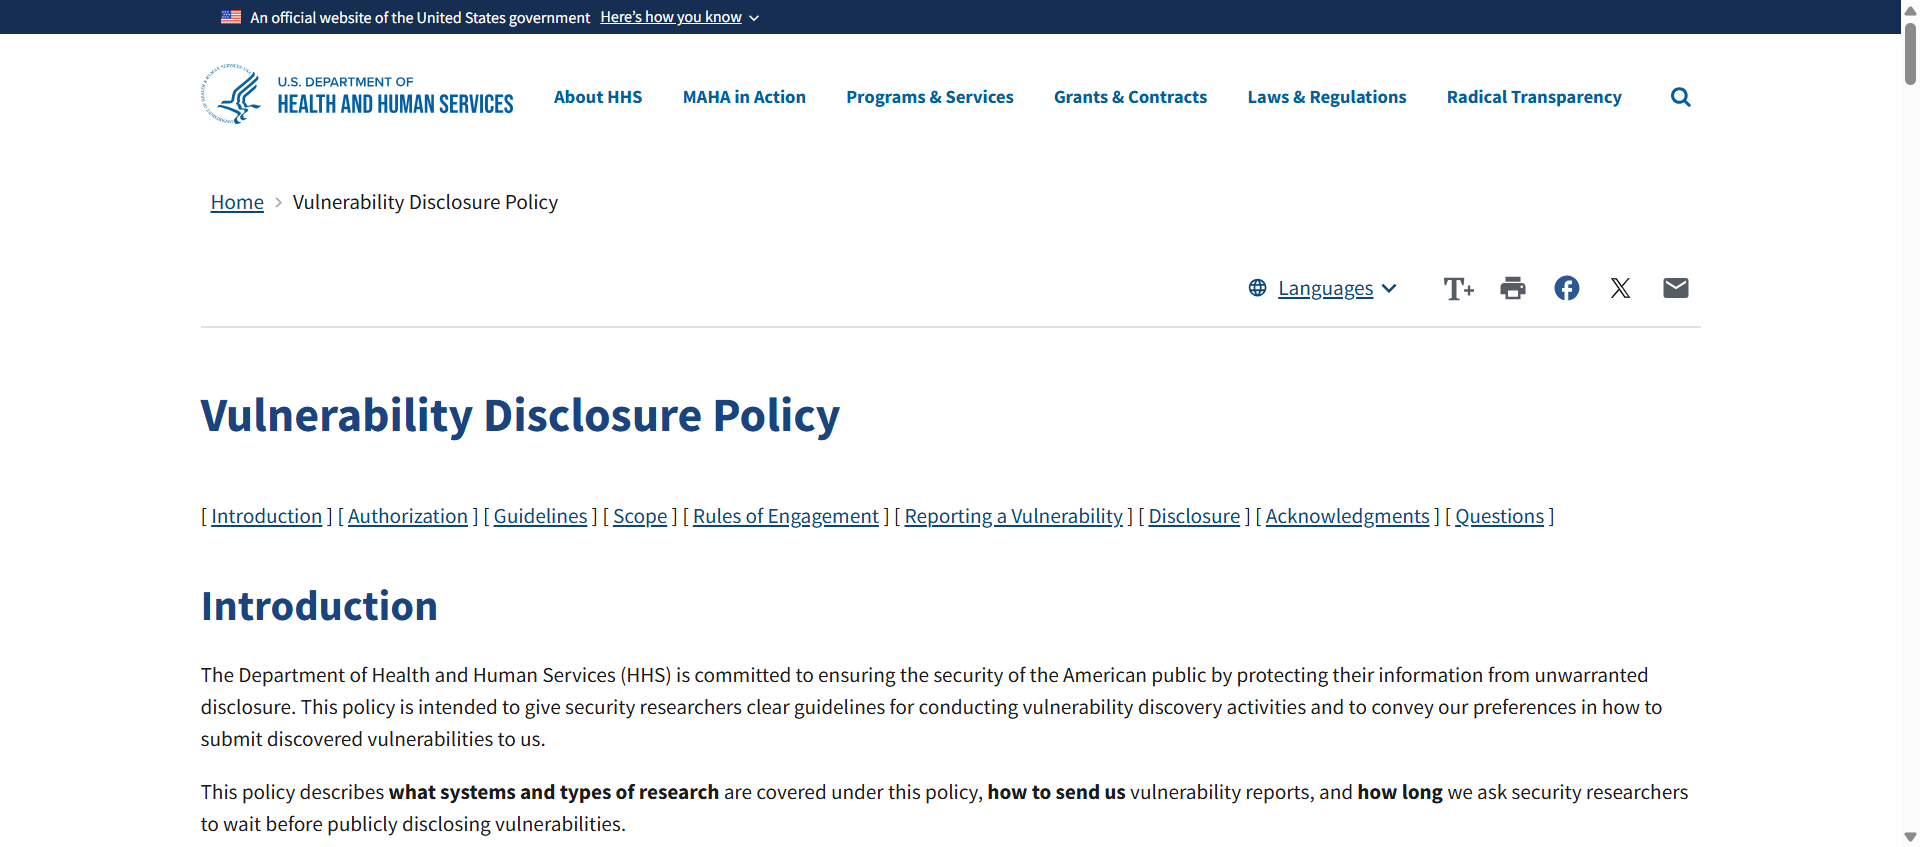 An official website of the United States government Here's how you know
U.S. DEPARTMENT OF
HEALTH AND HUMAN SERVICES
About HHS MAHA in Action Programs & Services Grants & Contracts Laws & Regulations Radical Transparency
Home > Vulnerability Disclosure Policy
Languages T+
Vulnerability Disclosure Policy
[ Introduction ] [ Authorization ] [ Guidelines ] [ Scope ] [ Rules of Engagement ] [ Reporting a Vulnerability ] [ Disclosure ] [ Acknowledgments ] [ Questions ]
Introduction
The Department of Health and Human Services (HHS) is committed to ensuring the security of the American public by protecting their information from unwarranted
disclosure. This policy is intended to give security researchers clear guidelines for conducting vulnerability discovery activities and to convey our preferences in how to
submit discovered vulnerabilities to us.
This policy describes what systems and types of research are covered under this policy, how to send us vulnerability reports, and how long we ask security researchers
to wait before publicly disclosing vulnerabilities.